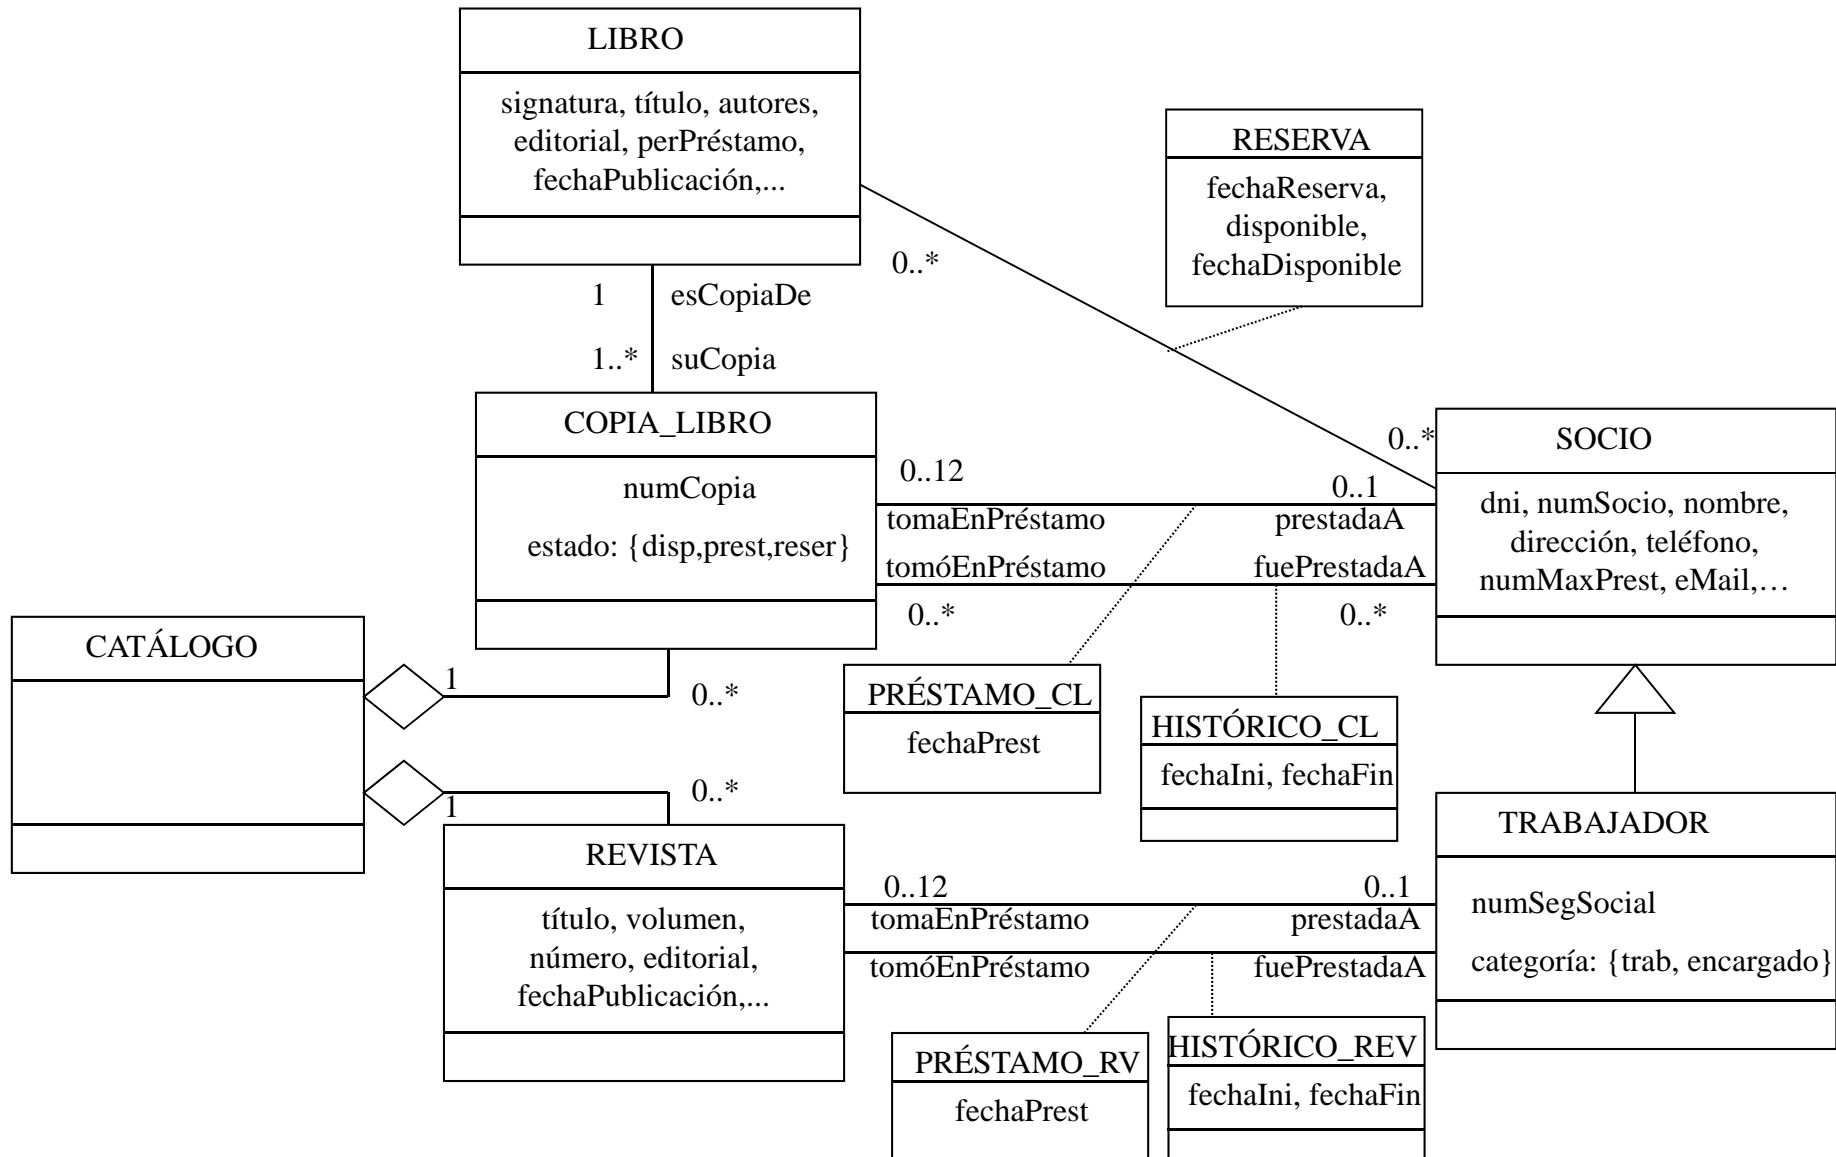 LIBRO
signatura, título, autores,
editorial, perPréstamo,
fechaPublicación,...
RESERVA
fechaReserva,
disponible,
fechaDisponible
0..*
1 esCopiaDe
1..* suCopia
COPIA_LIBRO
numCopia
estado: {disp,prest,reser}
0..*
SOCIO
dni, numSocio, nombre,
dirección, teléfono,
numMaxPrest, eMail,…
0..12 0..1
tomaEnPréstamo prestadaA
tomóEnPréstamo fuePrestadaA
0..* 0..*
CATÁLOGO
1 0..*
1 0..*
PRÉSTAMO_CL
fechaPrest
HISTÓRICO_CL
fechaIni, fechaFin
REVISTA
título, volumen,
número, editorial,
fechaPublicación,...
TRABAJADOR
numSegSocial
categoría: {trab, encargado}
0..12 0..1
tomaEnPréstamo prestadaA
tomóEnPréstamo fuePrestadaA
PRÉSTAMO_RV
fechaPrest
HISTÓRICO_REV
fechaIni, fechaFin